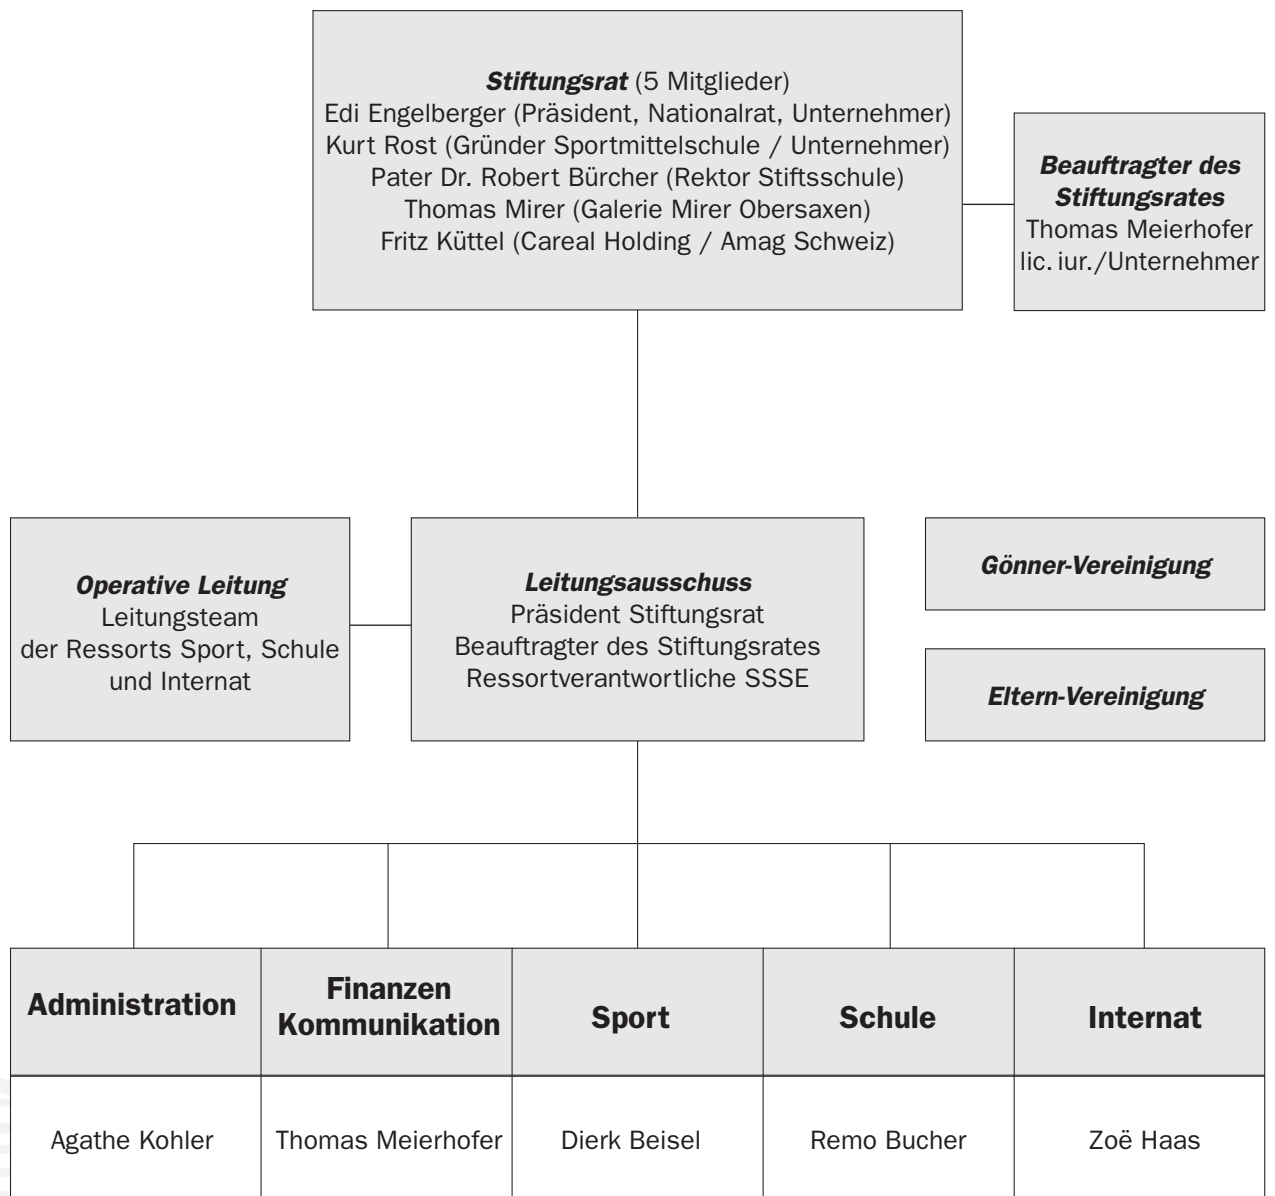 Stiftungsrat (5 Mitglieder)
Edi Engelberger (Präsident, Nationalrat, Unternehmer)
Kurt Rost (Gründer Sportmittelschule / Unternehmer)
Pater Dr. Robert Bürcher (Rektor Stiftsschule)
Thomas Mirer (Galerie Mirer Obersaxen)
Fritz Küttel (Careal Holding / Amag Schweiz)
Beauftragter des
Stiftungsrates
Thomas Meierhofer
lic. iur./Unternehmer
Operative Leitung
Leitungsteam
der Ressorts Sport, Schule
und Internat
Leitungsausschuss
Präsident Stiftungsrat
Beauftragter des Stiftungsrates
Ressortverantwortliche SSSE
Gönner-Vereinigung
Eltern-Vereinigung
Administration
Finanzen
Kommunikation
Sport
Schule
Internat
Agathe Kohler
Thomas Meierhofer
Dierk Beisel
Remo Bucher
Zoë Haas